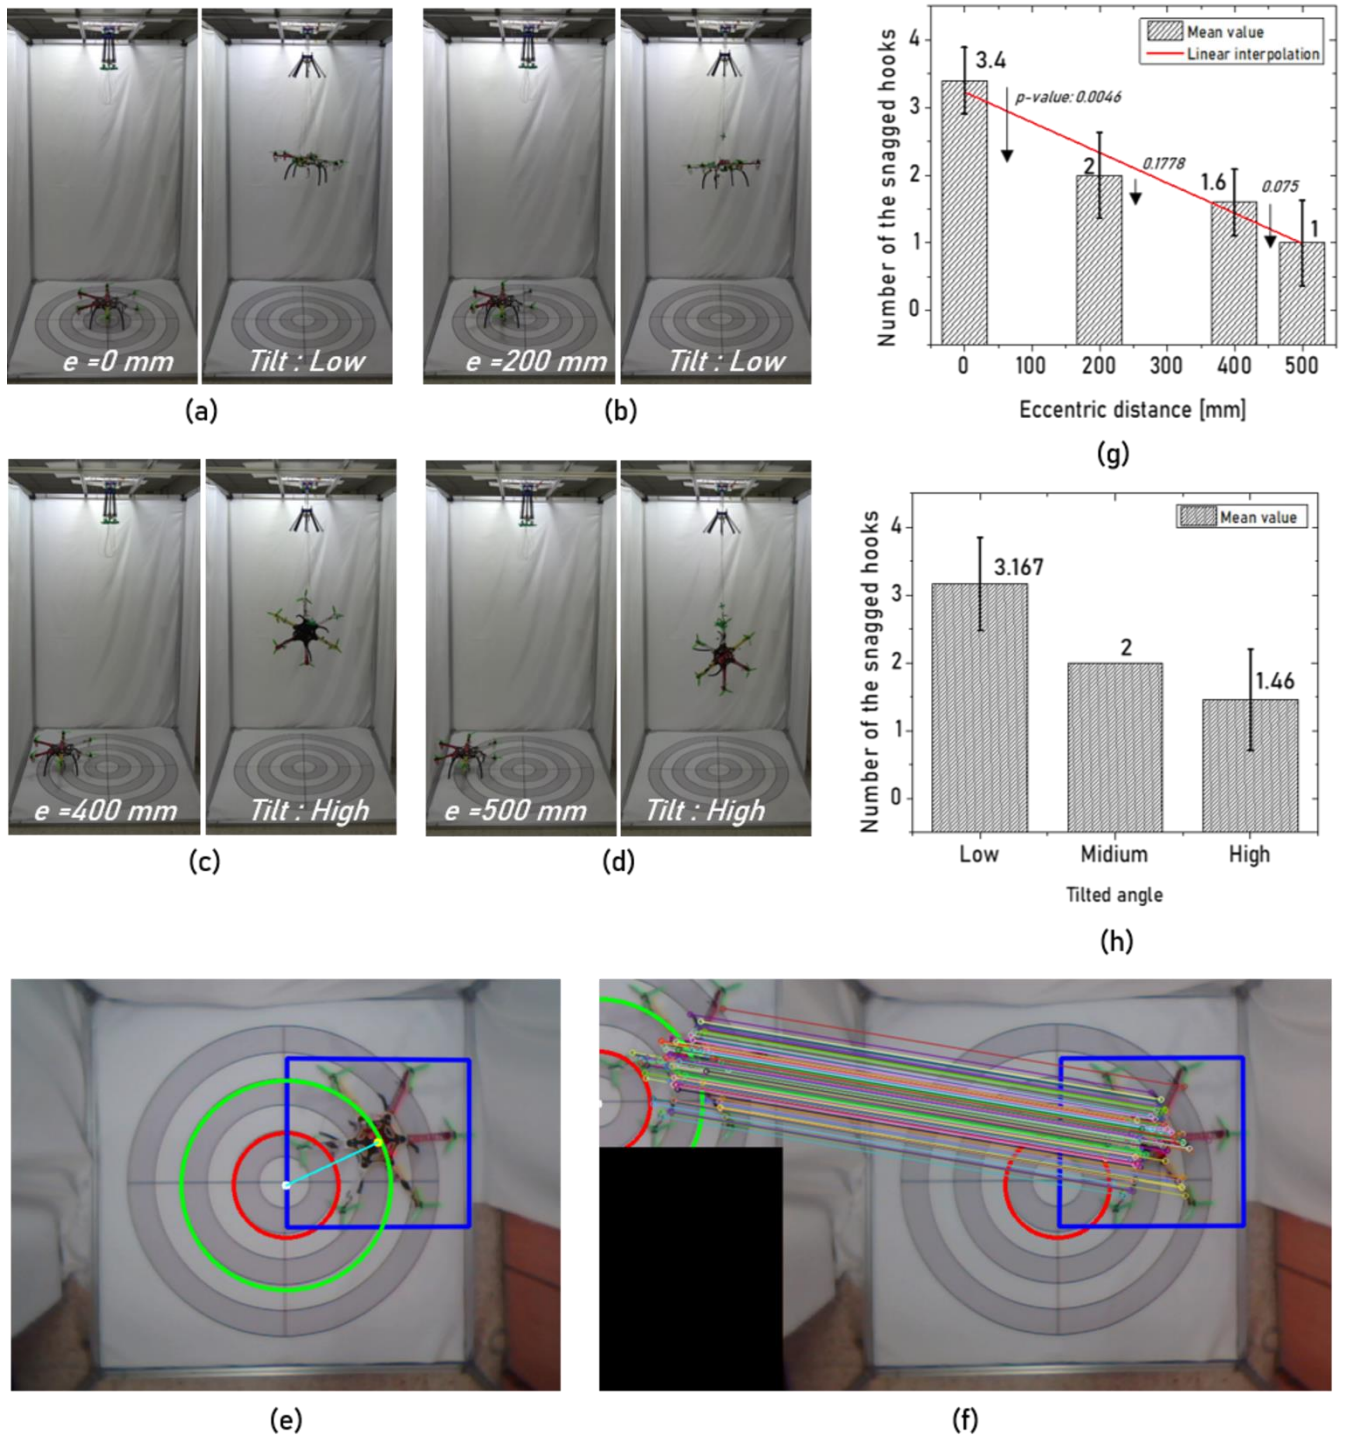 e =0 mm
Tilt : Low
(a)
e =200 mm
Tilt : Low
(b)
Number of the snagged hooks
4
3
2
1
0
Mean value
Linear interpolation
3.4
p-value: 0.0046
2
0.1778
1.6
0.075
1
0
100
200
300
400
500
Eccentric distance [mm]
(g)
e =400 mm
Tilt : High
(c)
e =500 mm
Tilt : High
(d)
Number of the snagged hooks
4
3
2
1
0
Mean value
3.167
2
1.46
Low
Midium
High
Tilted angle
(h)
(e)
(f)